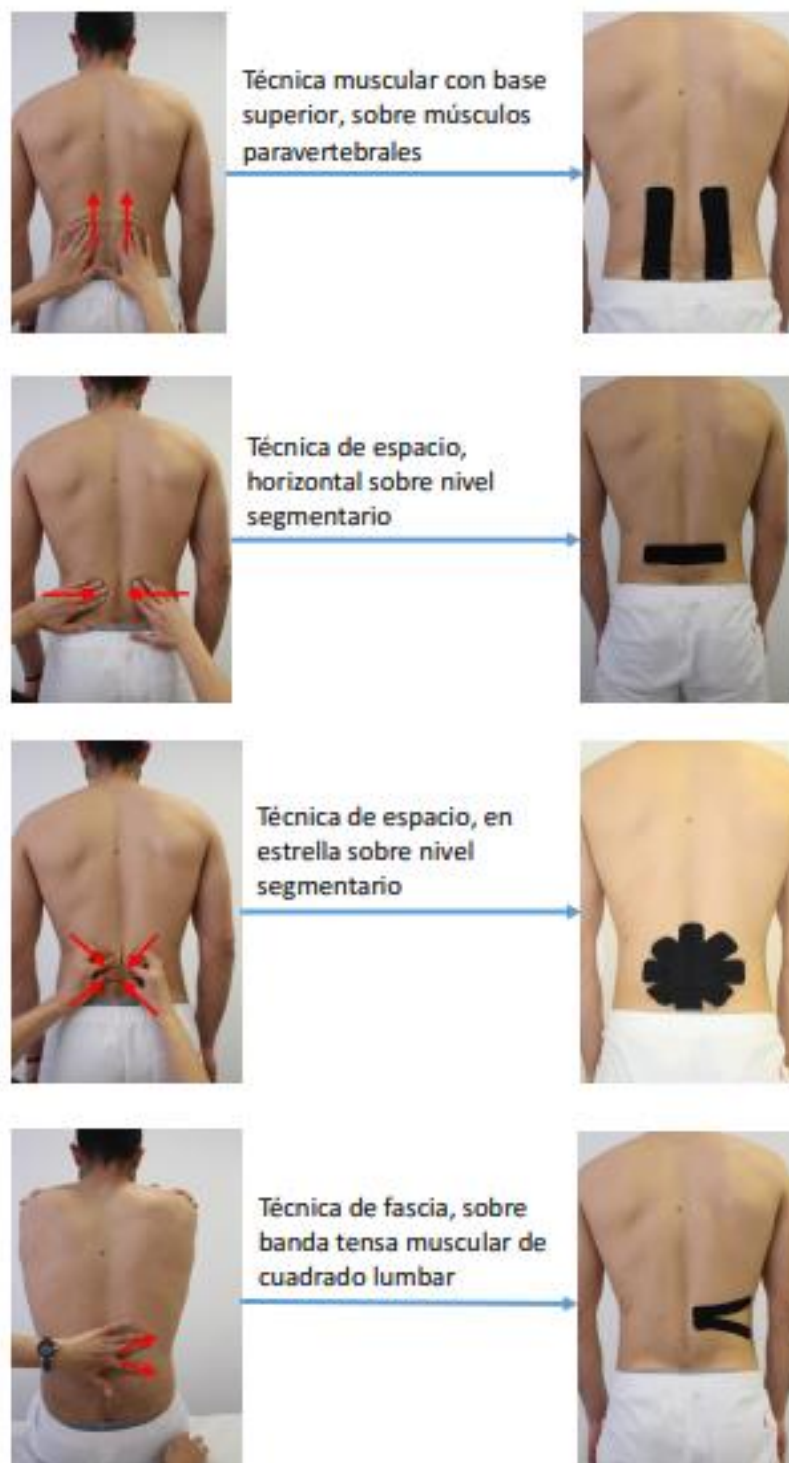 Técnica muscular con base
superior, sobre músculos
paravertebrales
Técnica de espacio,
horizontal sobre nivel
segmentario
Técnica de espacio, en
estrella sobre nivel
segmentario
Técnica de fascia, sobre
banda tensa muscular de
cuadrado lumbar